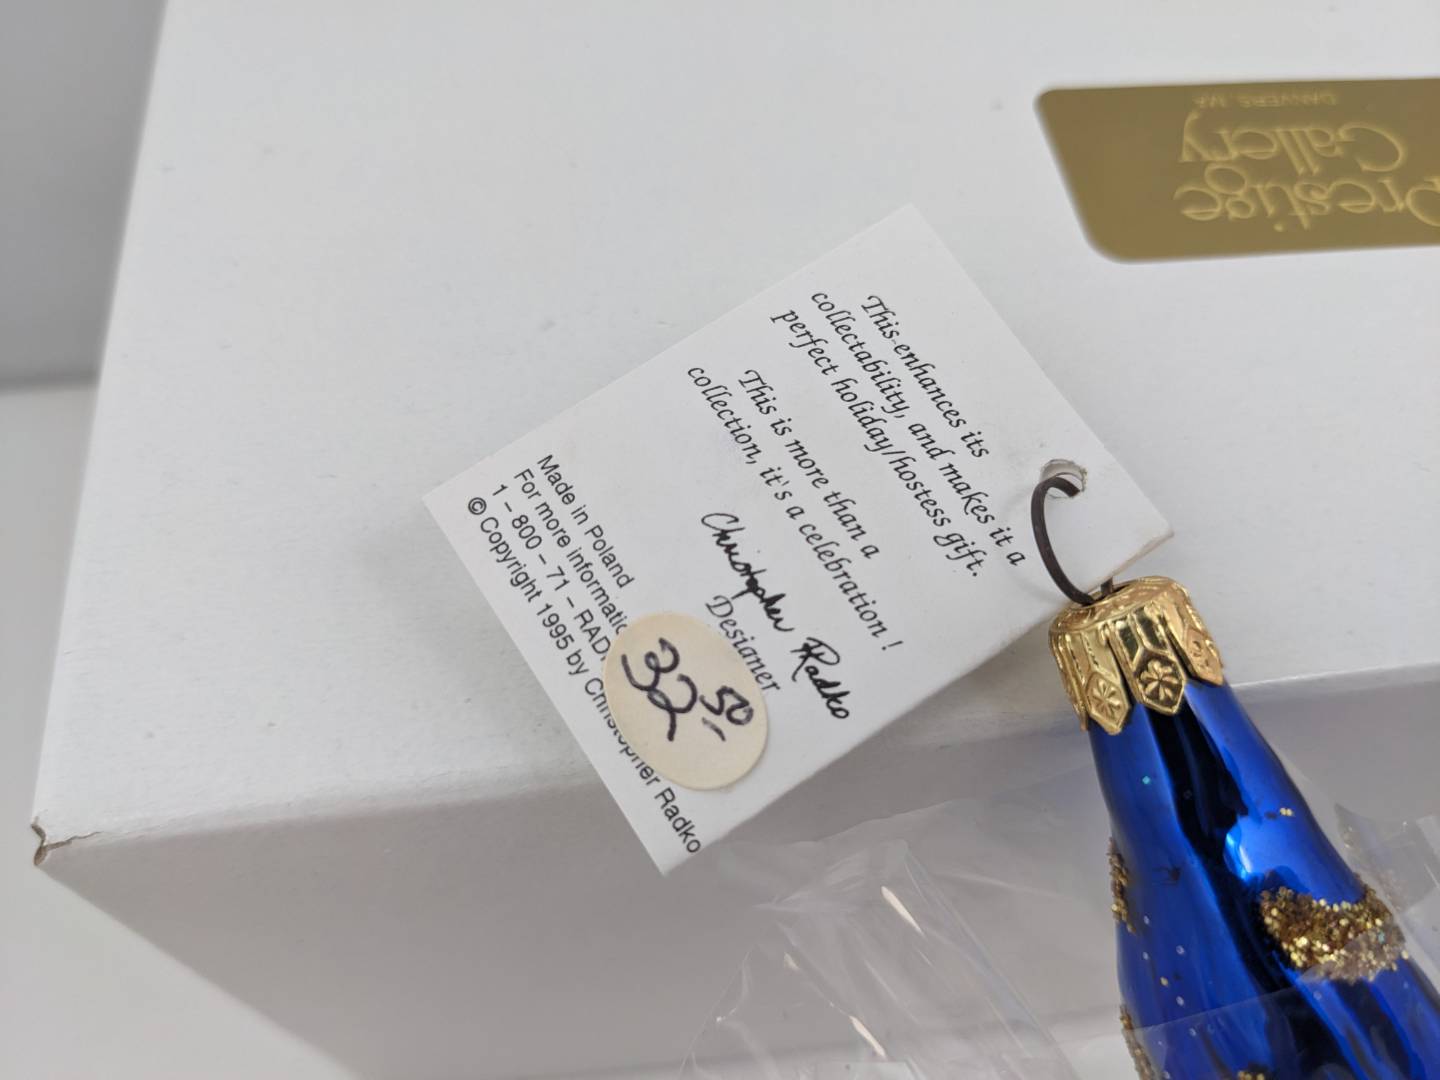 This enhances its
collectability, and makes it a
perfect holiday/hostess gift.
This is more than a
collection, it's a celebration!
Christopher Radko
Designer
Made in Poland
For more informatio
1 – 800 – 71 – RAD
© Copyright 1995 by Christopher Radko
32 50
Prestige
Gallery
DANVERS, MA